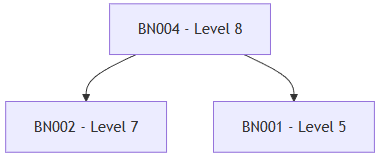 BN004 - Level 8
BN002 - Level 7
BN001 - Level 5